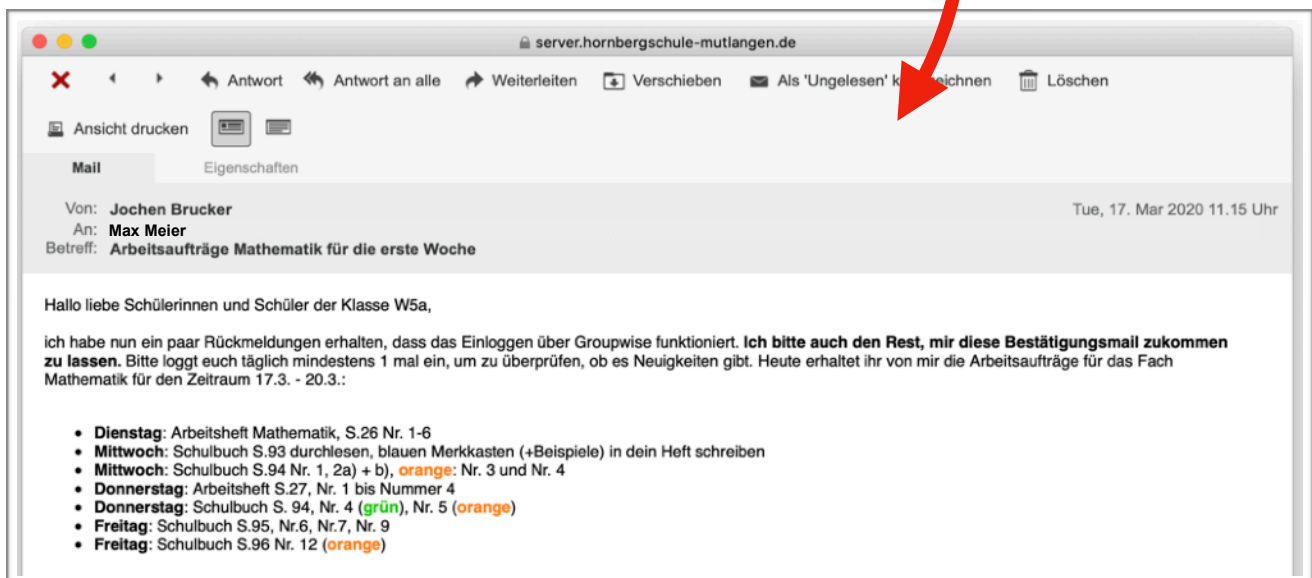 server.hornbergschule-mutlangen.de
Antwort Antwort an alle Weiterleiten Verschieben Als 'Ungelesen' Löschen
Ansicht drucken
Mail Eigenschaften
Von: Jochen Brucker Tue, 17. Mar 2020 11.15 Uhr
An: Max Meier
Betreff: Arbeitsaufträge Mathematik für die erste Woche
Hallo liebe Schülerinnen und Schüler der Klasse W5a,
ich habe nun ein paar Rückmeldungen erhalten, dass das Einloggen über Groupwise funktioniert. Ich bitte auch den Rest, mir diese Bestätigungsmail zukommen
zu lassen. Bitte loggt euch täglich mindestens 1 mal ein, um zu überprüfen, ob es Neuigkeiten gibt. Heute erhaltet ihr von mir die Arbeitsaufträge für das Fach
Mathematik für den Zeitraum 17.3. - 20.3.:
• Dienstag: Arbeitsheft Mathematik, S.26 Nr. 1-6
• Mittwoch: Schulbuch S.93 durchlesen, blauen Merkkasten (+Beispiele) in dein Heft schreiben
• Mittwoch: Schulbuch S.94 Nr. 1, 2a) + b), orange: Nr. 3 und Nr. 4
• Donnerstag: Arbeitsheft S.27, Nr. 1 bis Nummer 4
• Donnerstag: Schulbuch S. 94, Nr. 4 (grün), Nr. 5 (orange)
• Freitag: Schulbuch S.95, Nr.6, Nr.7, Nr. 9
• Freitag: Schulbuch S.96 Nr. 12 (orange)